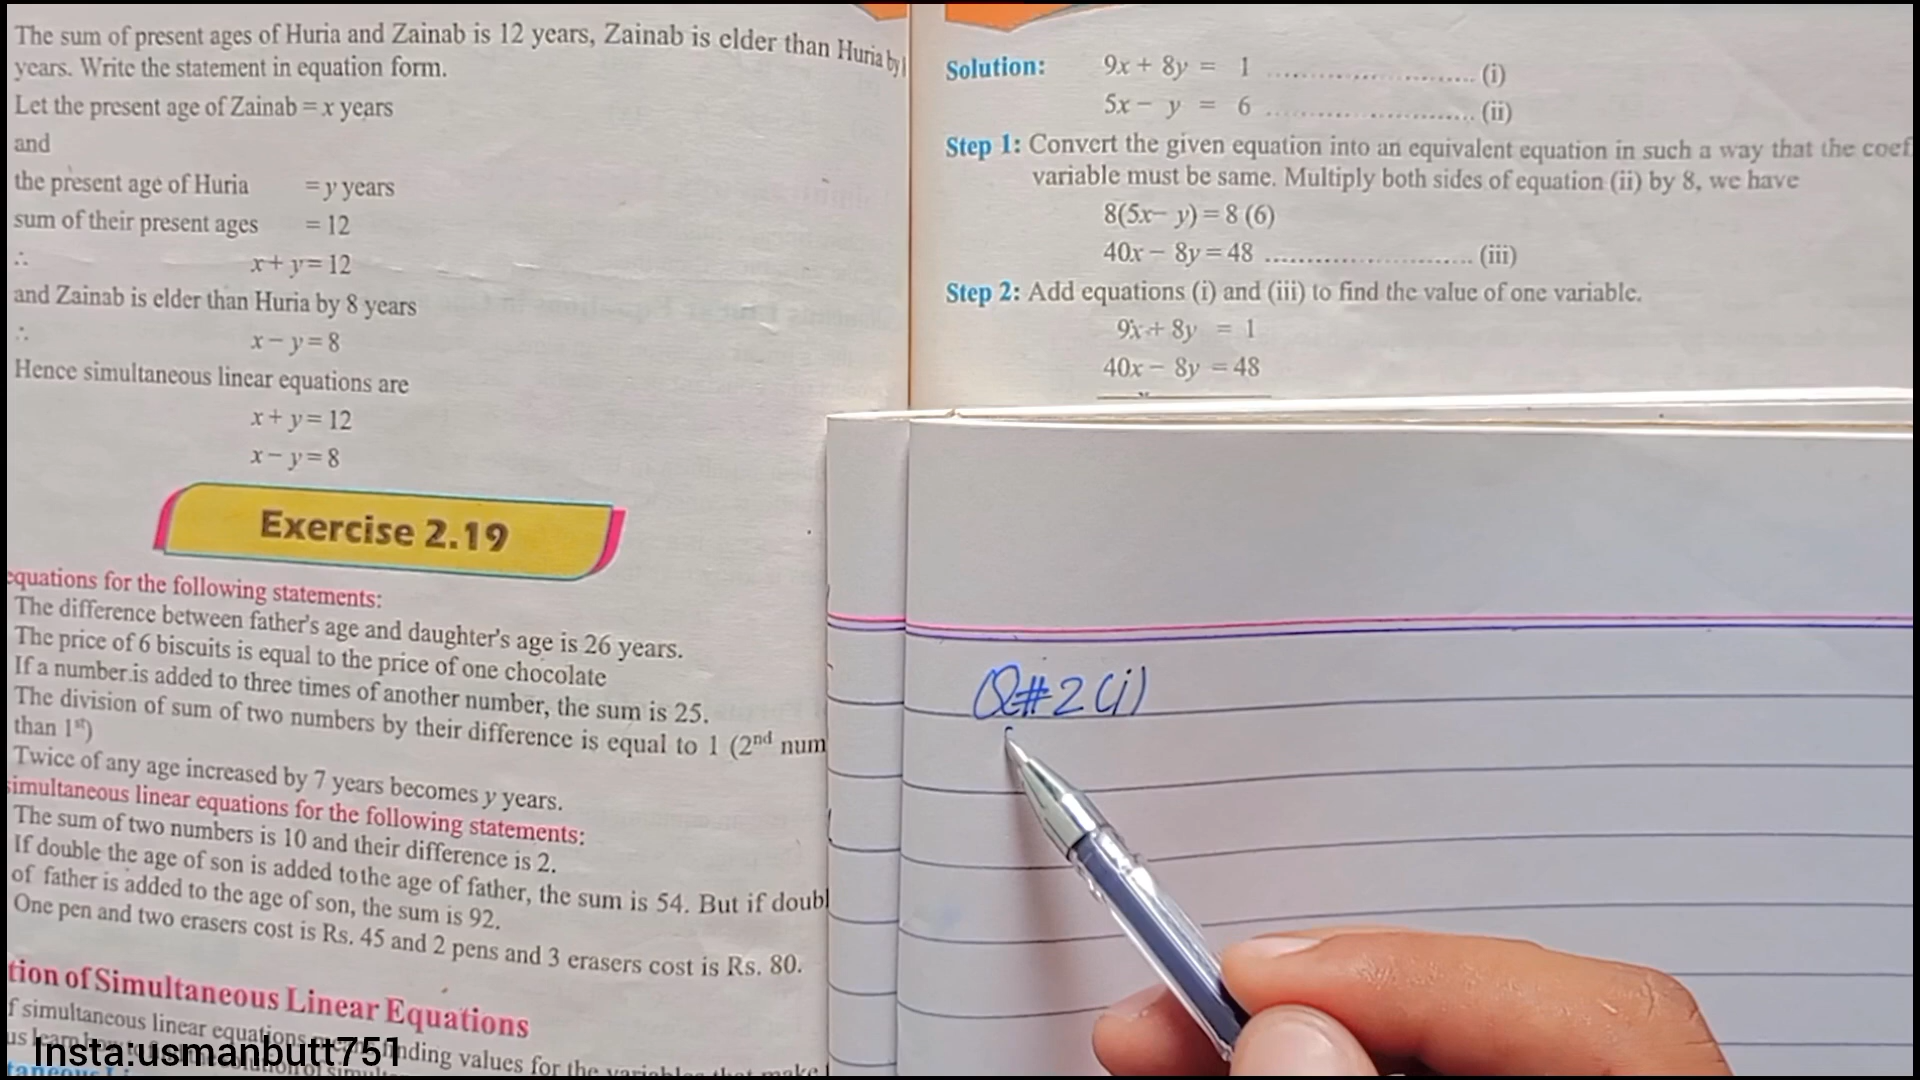 The sum of present ages of Huria and Zainab is 12 years, Zainab is elder than Huria by
years. Write the statement in equation form.
Let the present age of Zainab = x years
and
the present age of Huria = y years
sum of their present ages = 12
∴ x + y = 12
and Zainab is elder than Huria by 8 years
∴ x − y = 8
Hence simultaneous linear equations are
x + y = 12
x − y = 8
Exercise 2.19
equations for the following statements:
The difference between father's age and daughter's age is 26 years.
The price of 6 biscuits is equal to the price of one chocolate
If a number is added to three times of another number, the sum is 25.
The division of sum of two numbers by their difference is equal to 1 (2nd num
than 1st)
Twice of any age increased by 7 years becomes y years.
simultaneous linear equations for the following statements:
The sum of two numbers is 10 and their difference is 2.
If double the age of son is added to the age of father, the sum is 54. But if doubl
of father is added to the age of son, the sum is 92.
One pen and two erasers cost is Rs. 45 and 2 pens and 3 erasers cost is Rs. 80.
tion of Simultaneous Linear Equations
f simultaneous linear equations finding values for the variables that make
us learn
Insta:usmanbutt751
Solution: 9x + 8y = 1 ........................ (i)
5x − y = 6 ........................ (ii)
Step 1: Convert the given equation into an equivalent equation in such a way that the coef
variable must be same. Multiply both sides of equation (ii) by 8, we have
8(5x− y) = 8 (6)
40x − 8y = 48 ........................ (iii)
Step 2: Add equations (i) and (iii) to find the value of one variable.
9x + 8y = 1
40x − 8y = 48
Q#2(i)